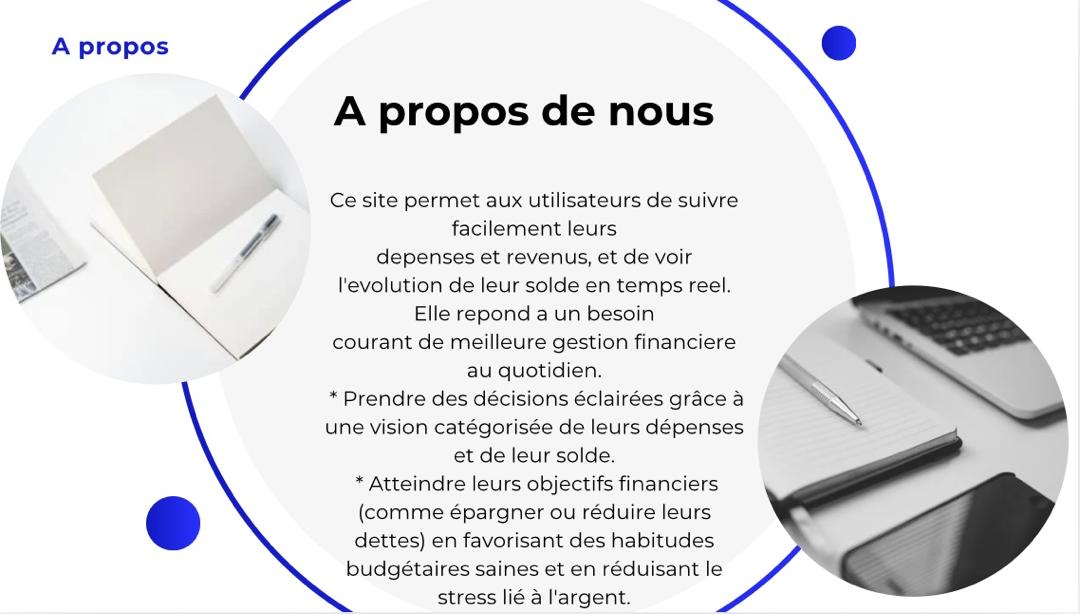 A propos
A propos de nous
Ce site permet aux utilisateurs de suivre
facilement leurs
depenses et revenus, et de voir
l'evolution de leur solde en temps reel.
Elle repond a un besoin
courant de meilleure gestion financiere
au quotidien.
* Prendre des décisions éclairées grâce à
une vision catégorisée de leurs dépenses
et de leur solde.
* Atteindre leurs objectifs financiers
(comme épargner ou réduire leurs
dettes) en favorisant des habitudes
budgétaires saines et en réduisant le
stress lié à l'argent.